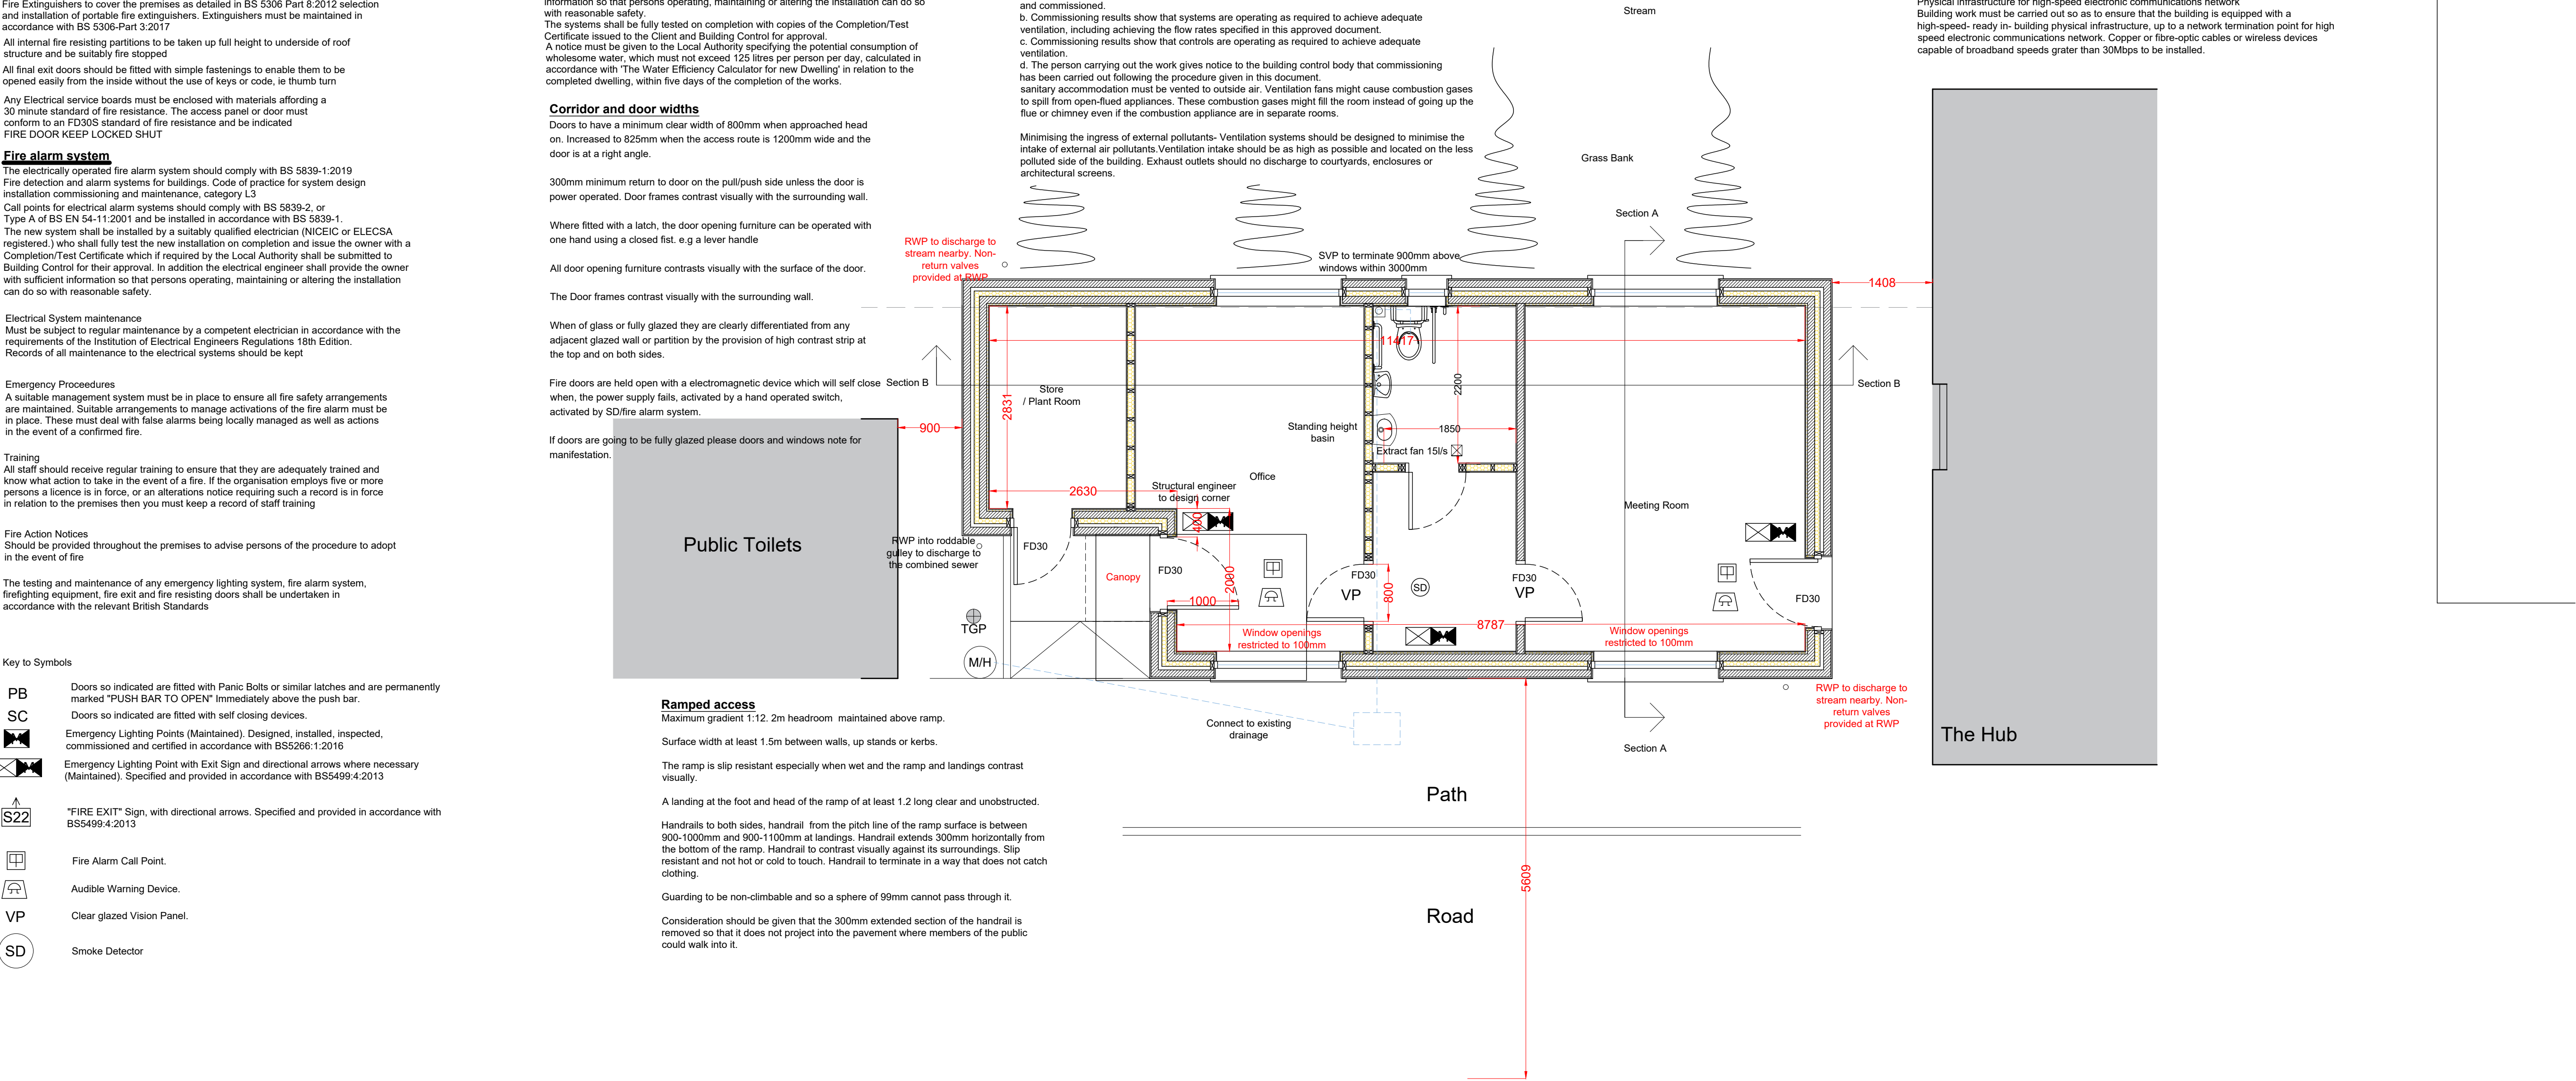 Fire Extinguishers to cover the premises as detailed in BS 5306 Part 8:2012 selection
and installation of portable fire extinguishers. Extinguishers must be maintained in
accordance with BS 5306-Part 3:2017
All internal fire resisting partitions to be taken up full height to underside of roof
structure and be suitably fire stopped
All final exit doors should be fitted with simple fastenings to enable them to be
opened easily from the inside without the use of keys or code, ie thumb turn
Any Electrical service boards must be enclosed with materials affording a
30 minute standard of fire resistance. The access panel or door must
conform to an FD30S standard of fire resistance and be indicated
FIRE DOOR KEEP LOCKED SHUT
Fire alarm system
The electrically operated fire alarm system should comply with BS 5839-1:2019
Fire detection and alarm systems for buildings. Code of practice for system design
installation commissioning and maintenance, category L3
Call points for electrical alarm systems should comply with BS 5839-2, or
Type A of BS EN 54-11:2001 and be installed in accordance with BS 5839-1.
The new system shall be installed by a suitably qualified electrician (NICEIC or ELECSA
registered.) who shall fully test the new installation on completion and issue the owner with a
Completion/Test Certificate which if required by the Local Authority shall be submitted to
Building Control for their approval. In addition the electrical engineer shall provide the owner
with sufficient information so that persons operating, maintaining or altering the installation
can do so with reasonable safety.
Electrical System maintenance
Must be subject to regular maintenance by a competent electrician in accordance with the
requirements of the Institution of Electrical Engineers Regulations 18th Edition.
Records of all maintenance to the electrical systems should be kept
Emergency Proceedures
A suitable management system must be in place to ensure all fire safety arrangements
are maintained. Suitable arrangements to manage activations of the fire alarm must be
in place. These must deal with false alarms being locally managed as well as actions
in the event of a confirmed fire.
Training
All staff should receive regular training to ensure that they are adequately trained and
know what action to take in the event of a fire. If the organisation employs five or more
persons a licence is in force, or an alterations notice requiring such a record is in force
in relation to the premises then you must keep a record of staff training
Fire Action Notices
Should be provided throughout the premises to advise persons of the procedure to adopt
in the event of fire
The testing and maintenance of any emergency lighting system, fire alarm system,
firefighting equipment, fire exit and fire resisting doors shall be undertaken in
accordance with the relevant British Standards
Key to Symbols
PB
Doors so indicated are fitted with Panic Bolts or similar latches and are permanently
marked "PUSH BAR TO OPEN" Immediately above the push bar.
SC
Doors so indicated are fitted with self closing devices.
Emergency Lighting Points (Maintained). Designed, installed, inspected,
commissioned and certified in accordance with BS5266:1:2016
Emergency Lighting Point with Exit Sign and directional arrows where necessary
(Maintained). Specified and provided in accordance with BS5499:4:2013
S22
"FIRE EXIT" Sign, with directional arrows. Specified and provided in accordance with
BS5499:4:2013
Fire Alarm Call Point.
Audible Warning Device.
VP
Clear glazed Vision Panel.
SD
Smoke Detector
information so that persons operating, maintaining or altering the installation can do so
with reasonable safety.
The systems shall be fully tested on completion with copies of the Completion/Test
Certificate issued to the Client and Building Control for approval.
A notice must be given to the Local Authority specifying the potential consumption of
wholesome water, which must not exceed 125 litres per person per day, calculated in
accordance with 'The Water Efficiency Calculator for new Dwelling' in relation to the
completed dwelling, within five days of the completion of the works.
Corridor and door widths
Doors to have a minimum clear width of 800mm when approached head
on. Increased to 825mm when the access route is 1200mm wide and the
door is at a right angle.
300mm minimum return to door on the pull/push side unless the door is
power operated. Door frames contrast visually with the surrounding wall.
Where fitted with a latch, the door opening furniture can be operated with
one hand using a closed fist. e.g a lever handle
All door opening furniture contrasts visually with the surface of the door.
The Door frames contrast visually with the surrounding wall.
When of glass or fully glazed they are clearly differentiated from any
adjacent glazed wall or partition by the provision of high contrast strip at
the top and on both sides.
Fire doors are held open with a electromagnetic device which will self close
when, the power supply fails, activated by a hand operated switch,
activated by SD/fire alarm system.
If doors are going to be fully glazed please doors and windows note for
manifestation.
Ramped access
Maximum gradient 1:12. 2m headroom maintained above ramp.
Surface width at least 1.5m between walls, up stands or kerbs.
The ramp is slip resistant especially when wet and the ramp and landings contrast
visually.
A landing at the foot and head of the ramp of at least 1.2 long clear and unobstructed.
Handrails to both sides, handrail from the pitch line of the ramp surface is between
900-1000mm and 900-1100mm at landings. Handrail extends 300mm horizontally from
the bottom of the ramp. Handrail to contrast visually against its surroundings. Slip
resistant and not hot or cold to touch. Handrail to terminate in a way that does not catch
clothing.
Guarding to be non-climbable and so a sphere of 99mm cannot pass through it.
Consideration should be given that the 300mm extended section of the handrail is
removed so that it does not project into the pavement where members of the public
could walk into it.
and commissioned.
b. Commissioning results show that systems are operating as required to achieve adequate
ventilation, including achieving the flow rates specified in this approved document.
c. Commissioning results show that controls are operating as required to achieve adequate
ventilation.
d. The person carrying out the work gives notice to the building control body that commissioning
has been carried out following the procedure given in this document.
sanitary accommodation must be vented to outside air. Ventilation fans might cause combustion gases
to spill from open-flued appliances. These combustion gases might fill the room instead of going up the
flue or chimney even if the combustion appliance are in separate rooms.
Minimising the ingress of external pollutants- Ventilation systems should be designed to minimise the
intake of external air pollutants.Ventilation intake should be as high as possible and located on the less
polluted side of the building. Exhaust outlets should no discharge to courtyards, enclosures or
architectural screens.
Physical infrastructure for high-speed electronic communications network
Building work must be carried out so as to ensure that the building is equipped with a
high-speed- ready in- building physical infrastructure, up to a network termination point for high
speed electronic communications network. Copper or fibre-optic cables or wireless devices
capable of broadband speeds grater than 30Mbps to be installed.
Stream
Grass Bank
Section A
RWP to discharge to
stream nearby. Non-
return valves
provided at RWP
SVP to terminate 900mm above
windows within 3000mm
1408
11417
Section B
Section B
Store
/ Plant Room
2831
2200
900
Standing height
basin
1850
Extract fan 15l/s
Office
Structural engineer
to design corner
2630
400
Meeting Room
Public Toilets
RWP into roddable
gulley to discharge to
the combined sewer
FD30
FD30
Canopy
1000
2000
FD30
VP
800
SD
FD30
VP
FD30
TGP
M/H
Window openings
restricted to 100mm
8787
Window openings
restricted to 100mm
Connect to existing
drainage
Section A
RWP to discharge to
stream nearby. Non-
return valves
provided at RWP
The Hub
Path
5609
Road